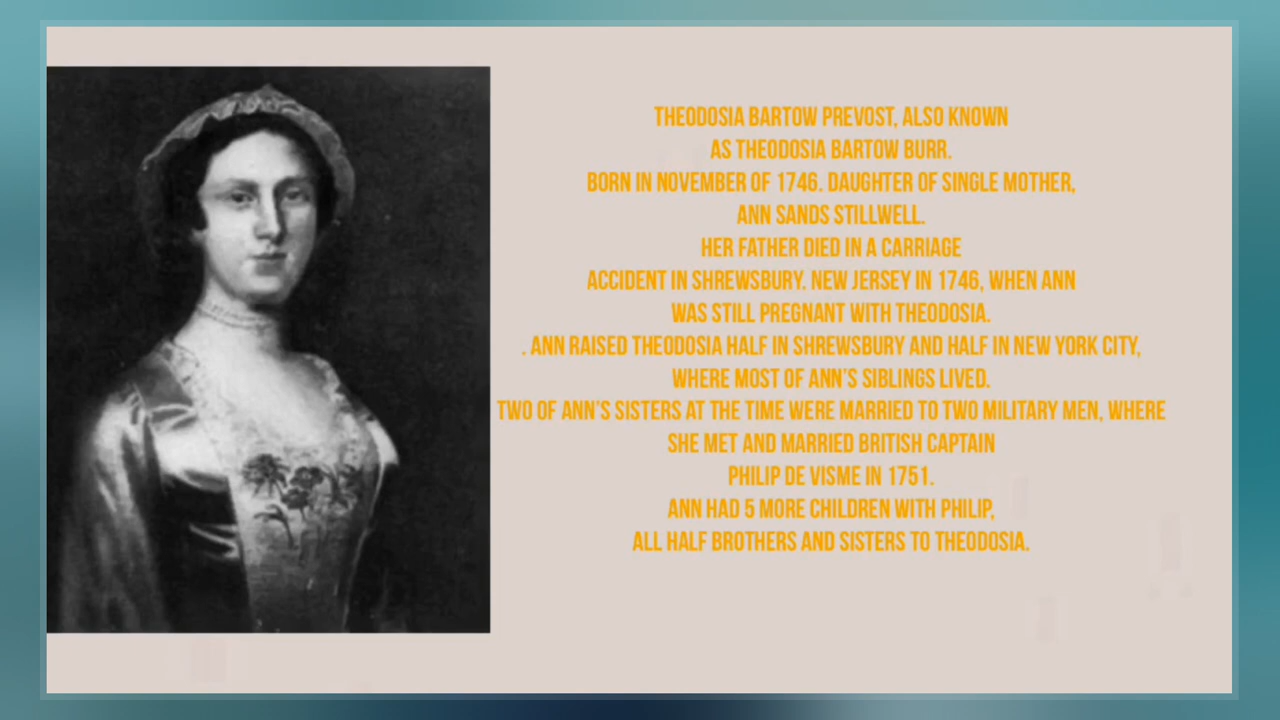 THEODOSIA BARTOW PREVOST, ALSO KNOWN
AS THEODOSIA BARTOW BURR.
BORN IN NOVEMBER OF 1746. DAUGHTER OF SINGLE MOTHER,
ANN SANDS STILLWELL.
HER FATHER DIED IN A CARRIAGE
ACCIDENT IN SHREWSBURY. NEW JERSEY IN 1746, WHEN ANN
WAS STILL PREGNANT WITH THEODOSIA.
. ANN RAISED THEODOSIA HALF IN SHREWSBURY AND HALF IN NEW YORK CITY,
WHERE MOST OF ANN'S SIBLINGS LIVED.
TWO OF ANN'S SISTERS AT THE TIME WERE MARRIED TO TWO MILITARY MEN, WHERE
SHE MET AND MARRIED BRITISH CAPTAIN
PHILIP DE VISME IN 1751.
ANN HAD 5 MORE CHILDREN WITH PHILIP,
ALL HALF BROTHERS AND SISTERS TO THEODOSIA.